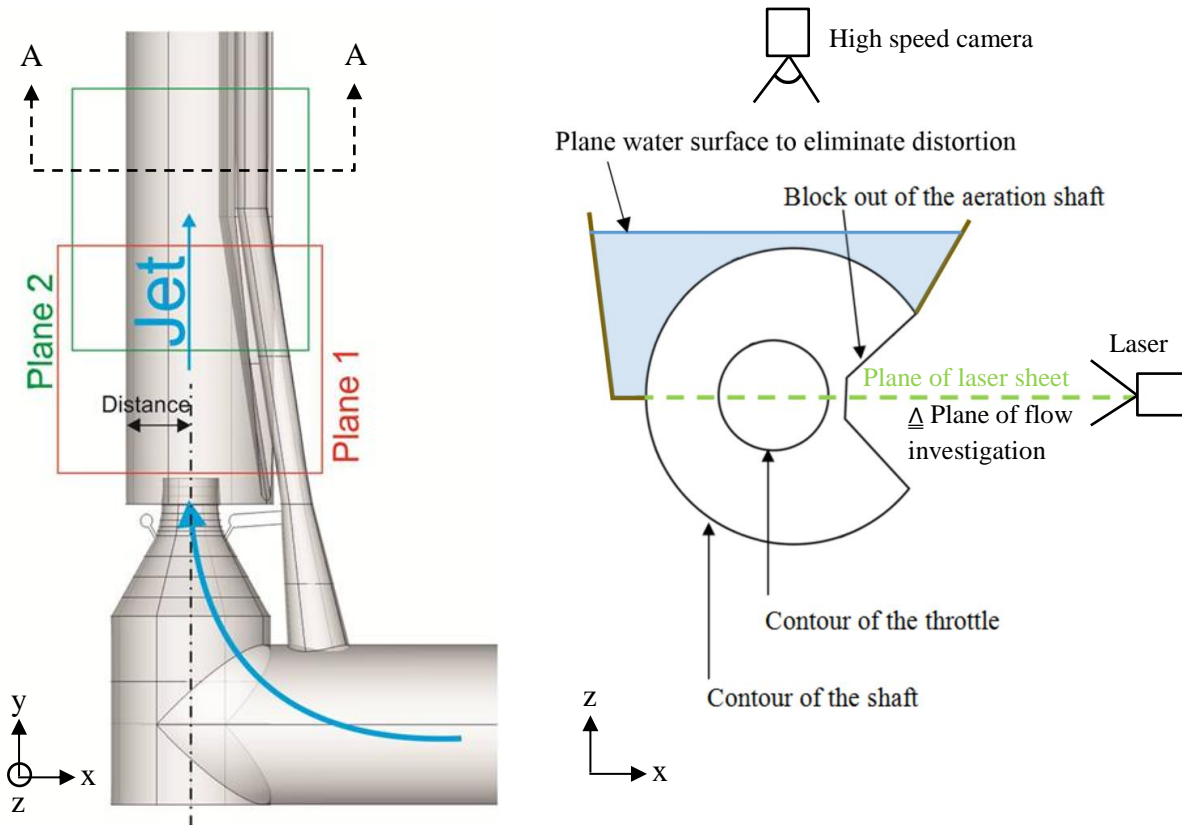 A
A
Plane 2
Jet
Distance
Plane 1
y
x
z
High speed camera
Plane water surface to eliminate distortion
Block out of the aeration shaft
Laser
Plane of laser sheet
≙ Plane of flow
investigation
Contour of the throttle
Contour of the shaft
z
x